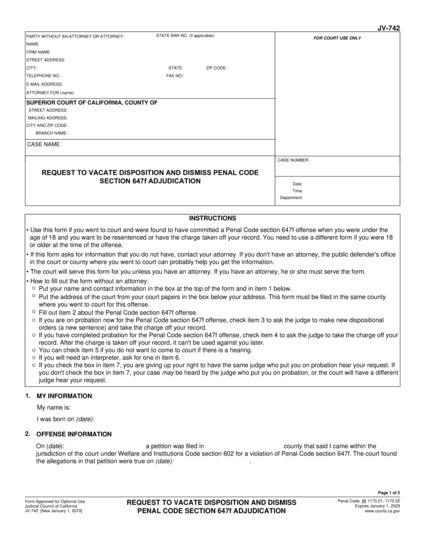 JV-742
PARTY WITHOUT AN ATTORNEY OR ATTORNEY: STATE BAR NO. (if applicable)
FOR COURT USE ONLY
NAME:
FIRM NAME:
STREET ADDRESS:
CITY: STATE: ZIP CODE:
TELEPHONE NO.: FAX NO.:
E-MAIL ADDRESS:
ATTORNEY FOR (name):
SUPERIOR COURT OF CALIFORNIA, COUNTY OF
STREET ADDRESS:
MAILING ADDRESS:
CITY AND ZIP CODE:
BRANCH NAME:
CASE NAME:
REQUEST TO VACATE DISPOSITION AND DISMISS PENAL CODE
SECTION 647f ADJUDICATION
CASE NUMBER:
Date:
Time:
Department:
INSTRUCTIONS
• Use this form if you went to court and were found to have committed a Penal Code section 647f offense when you were under the
age of 18 and you want to be resentenced or have the charge taken off your record. You need to use a different form if you were 18
or older at the time of the offense.
• If this form asks for information that you do not have, contact your attorney. If you don't have an attorney, the public defender's office
in the court or county where you went to court can probably help you get the information.
• The court will serve this form for you unless you have an attorney. If you have an attorney, he or she must serve the form.
• How to fill out the form without an attorney:
○ Put your name and contact information in the box at the top of the form and in item 1 below.
○ Put the address of the court from your court papers in the box below your address. This form must be filed in the same county
where you went to court for this offense.
○ Fill out item 2 about the Penal Code section 647f offense.
○ If you are on probation now for the Penal Code section 647f offense, check item 3 to ask the judge to make new dispositional
orders (a new sentence) and take the charge off your record.
○ If you have completed probation for the Penal Code section 647f offense, check item 4 to ask the judge to take the charge off your
record. After the charge is taken off your record, it can't be used against you later.
○ You can check item 5 if you do not want to come to court if there is a hearing.
○ If you will need an interpreter, ask for one in item 6.
○ If you check the box in item 7, you are giving up your right to have the same judge who put you on probation hear your request. If
you don't check the box in item 7, your case may be heard by the judge who put you on probation, or the court will have a different
judge hear your request.
1. MY INFORMATION
My name is:
I was born on (date):
2. OFFENSE INFORMATION
On (date): a petition was filed in county that said I came within the
jurisdiction of the court under Welfare and Institutions Code section 602 for a violation of Penal Code section 647f. The court found
the allegations in that petition were true on (date): .
Page 1 of 2
Form Approved for Optional Use
Judicial Council of California
JV-742 [New January 1, 2019]
REQUEST TO VACATE DISPOSITION AND DISMISS
PENAL CODE SECTION 647f ADJUDICATION
Penal Code, §§ 1170.21, 1170.22
Expires January 1, 2029
www.courts.ca.gov